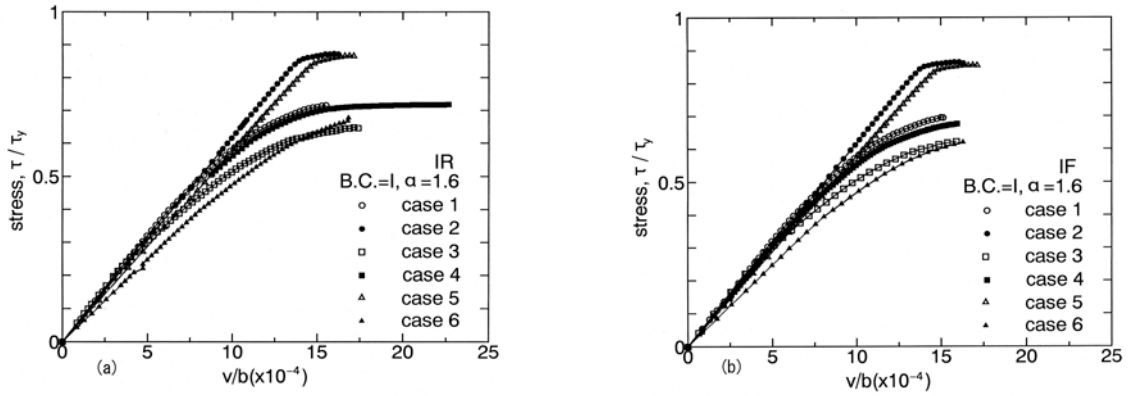 1
0.5
0
stress, τ / τy
IR
B.C.=I, α=1.6
case 1
case 2
case 3
case 4
case 5
case 6
(a)
0 5 10 15 20 25
v/b(x10⁻⁴)
1
0.5
0
stress, τ / τy
IF
B.C.=I, α=1.6
case 1
case 2
case 3
case 4
case 5
case 6
(b)
0 5 10 15 20 25
v/b(x10⁻⁴)